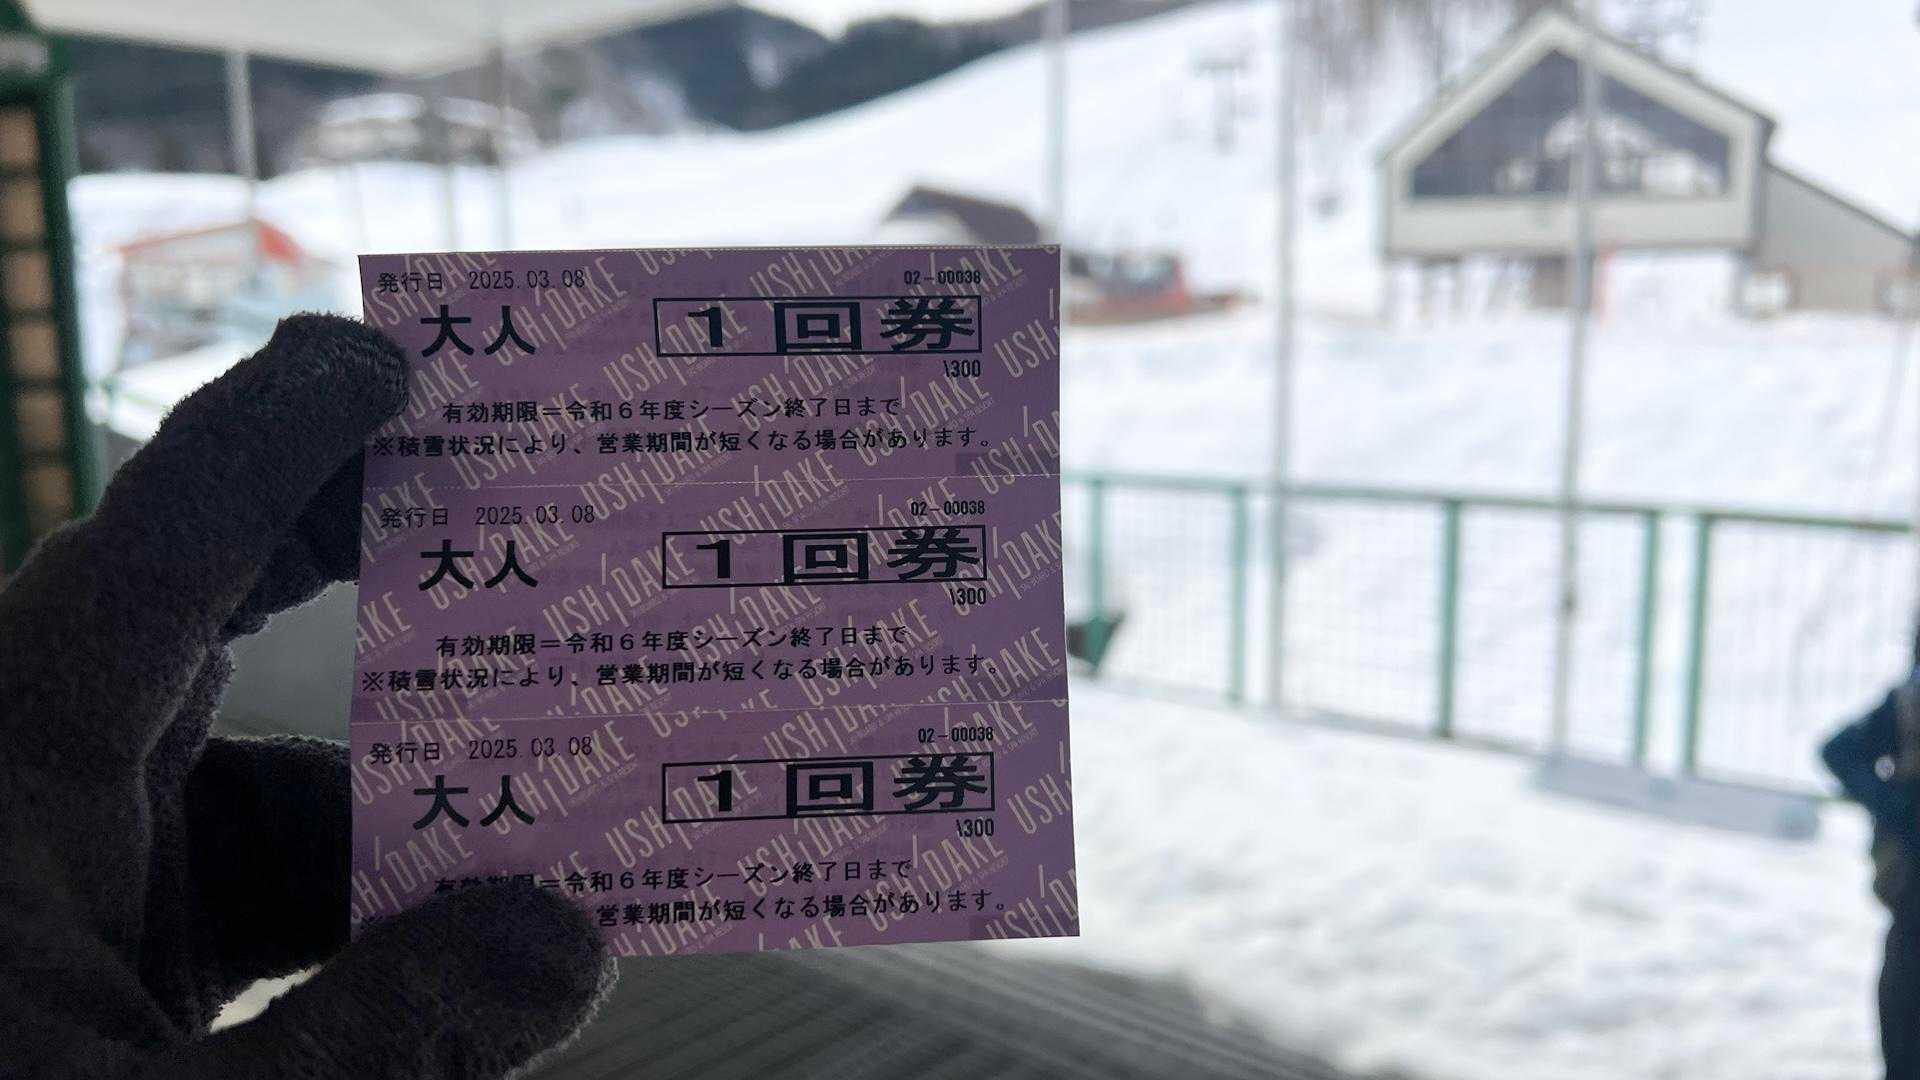 発行日 2025.03.08 02-00038
大人 1回券
\300
有効期限=令和6年度シーズン終了日まで
※積雪状況により、営業期間が短くなる場合があります。
発行日 2025.03.08 02-00038
大人 1回券
\300
有効期限=令和6年度シーズン終了日まで
※積雪状況により、営業期間が短くなる場合があります。
発行日 2025.03.08 02-00038
大人 1回券
\300
有効期限=令和6年度シーズン終了日まで
営業期間が短くなる場合があります。
USHIDAKE